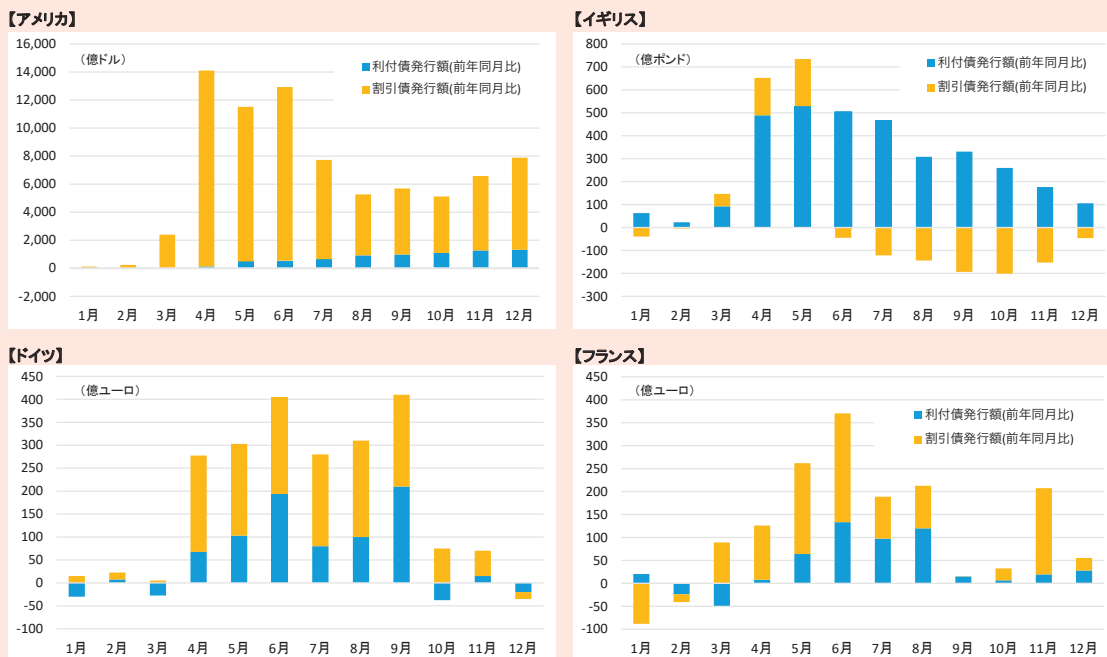 【アメリカ】
16,000
14,000
12,000
10,000
8,000
6,000
4,000
2,000
0
-2,000
（億ドル）
利付債発行額(前年同月比)
割引債発行額(前年同月比)
1月 2月 3月 4月 5月 6月 7月 8月 9月 10月 11月 12月
【イギリス】
800
700
600
500
400
300
200
100
0
-100
-200
-300
（億ポンド）
利付債発行額(前年同月比)
割引債発行額(前年同月比)
1月 2月 3月 4月 5月 6月 7月 8月 9月 10月 11月 12月
【ドイツ】
450
400
350
300
250
200
150
100
50
0
-50
-100
（億ユーロ）
1月 2月 3月 4月 5月 6月 7月 8月 9月 10月 11月 12月
【フランス】
450
400
350
300
250
200
150
100
50
0
-50
-100
（億ユーロ）
利付債発行額(前年同月比)
割引債発行額(前年同月比)
1月 2月 3月 4月 5月 6月 7月 8月 9月 10月 11月 12月